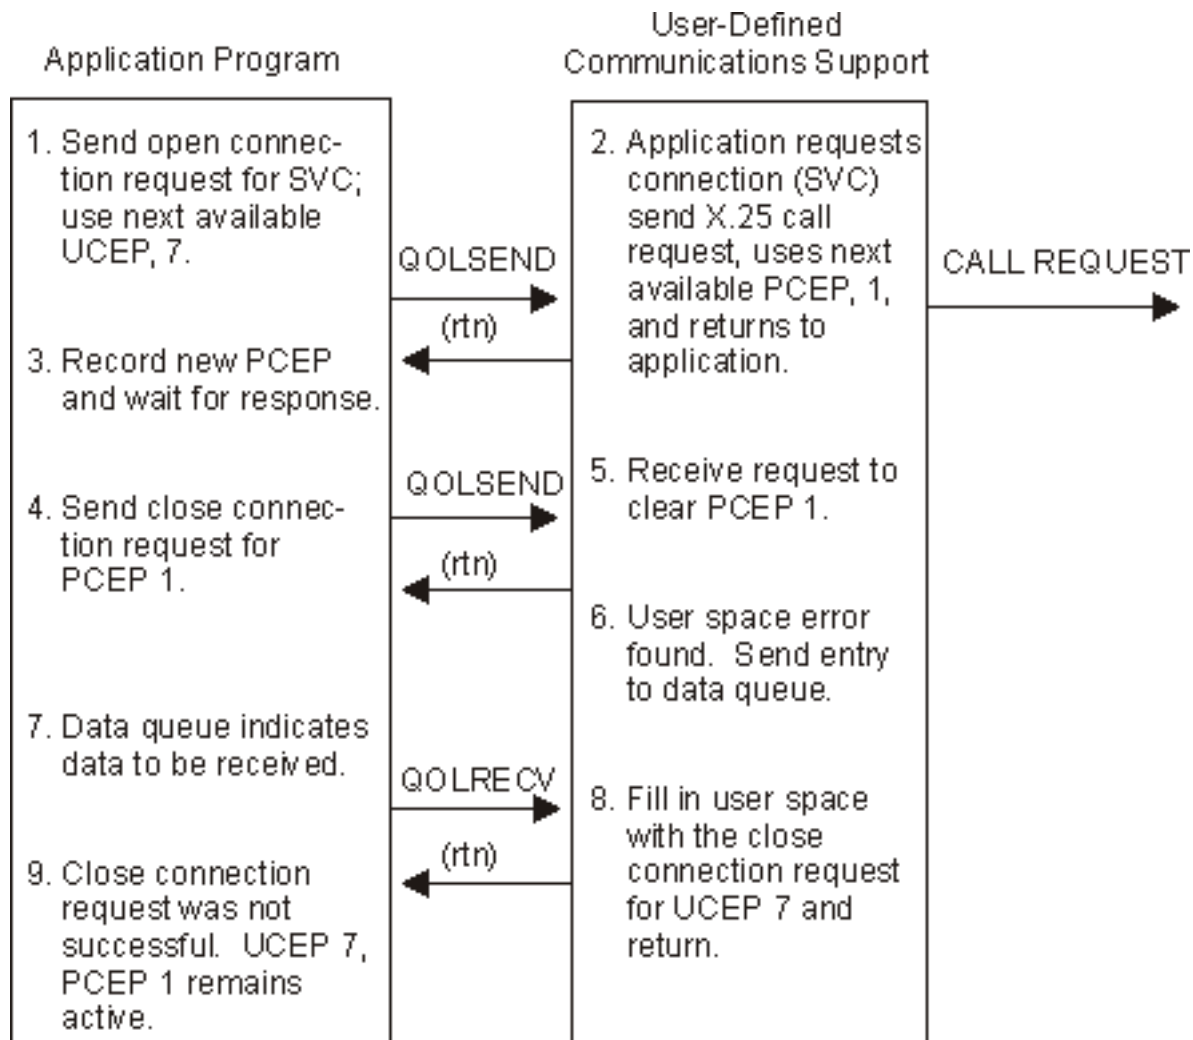 Application Program
User-Defined
Communications Support
1. Send open connec-
tion request for SVC;
use next available
UCEP, 7.
QOLSEND
(rtn)
2. Application requests
connection (SVC)
send X.25 call
request, uses next
available PCEP, 1,
and returns to
application.
CALL REQUEST
3. Record new PCEP
and wait for response.
4. Send close connec-
tion request for
PCEP 1.
QOLSEND
(rtn)
5. Receive request to
clear PCEP 1.
6. User space error
found. Send entry
to data queue.
7. Data queue indicates
data to be received.
QOLRECV
(rtn)
8. Fill in user space
with the close
connection request
for UCEP 7 and
return.
9. Close connection
request was not
successful. UCEP 7,
PCEP 1 remains
active.